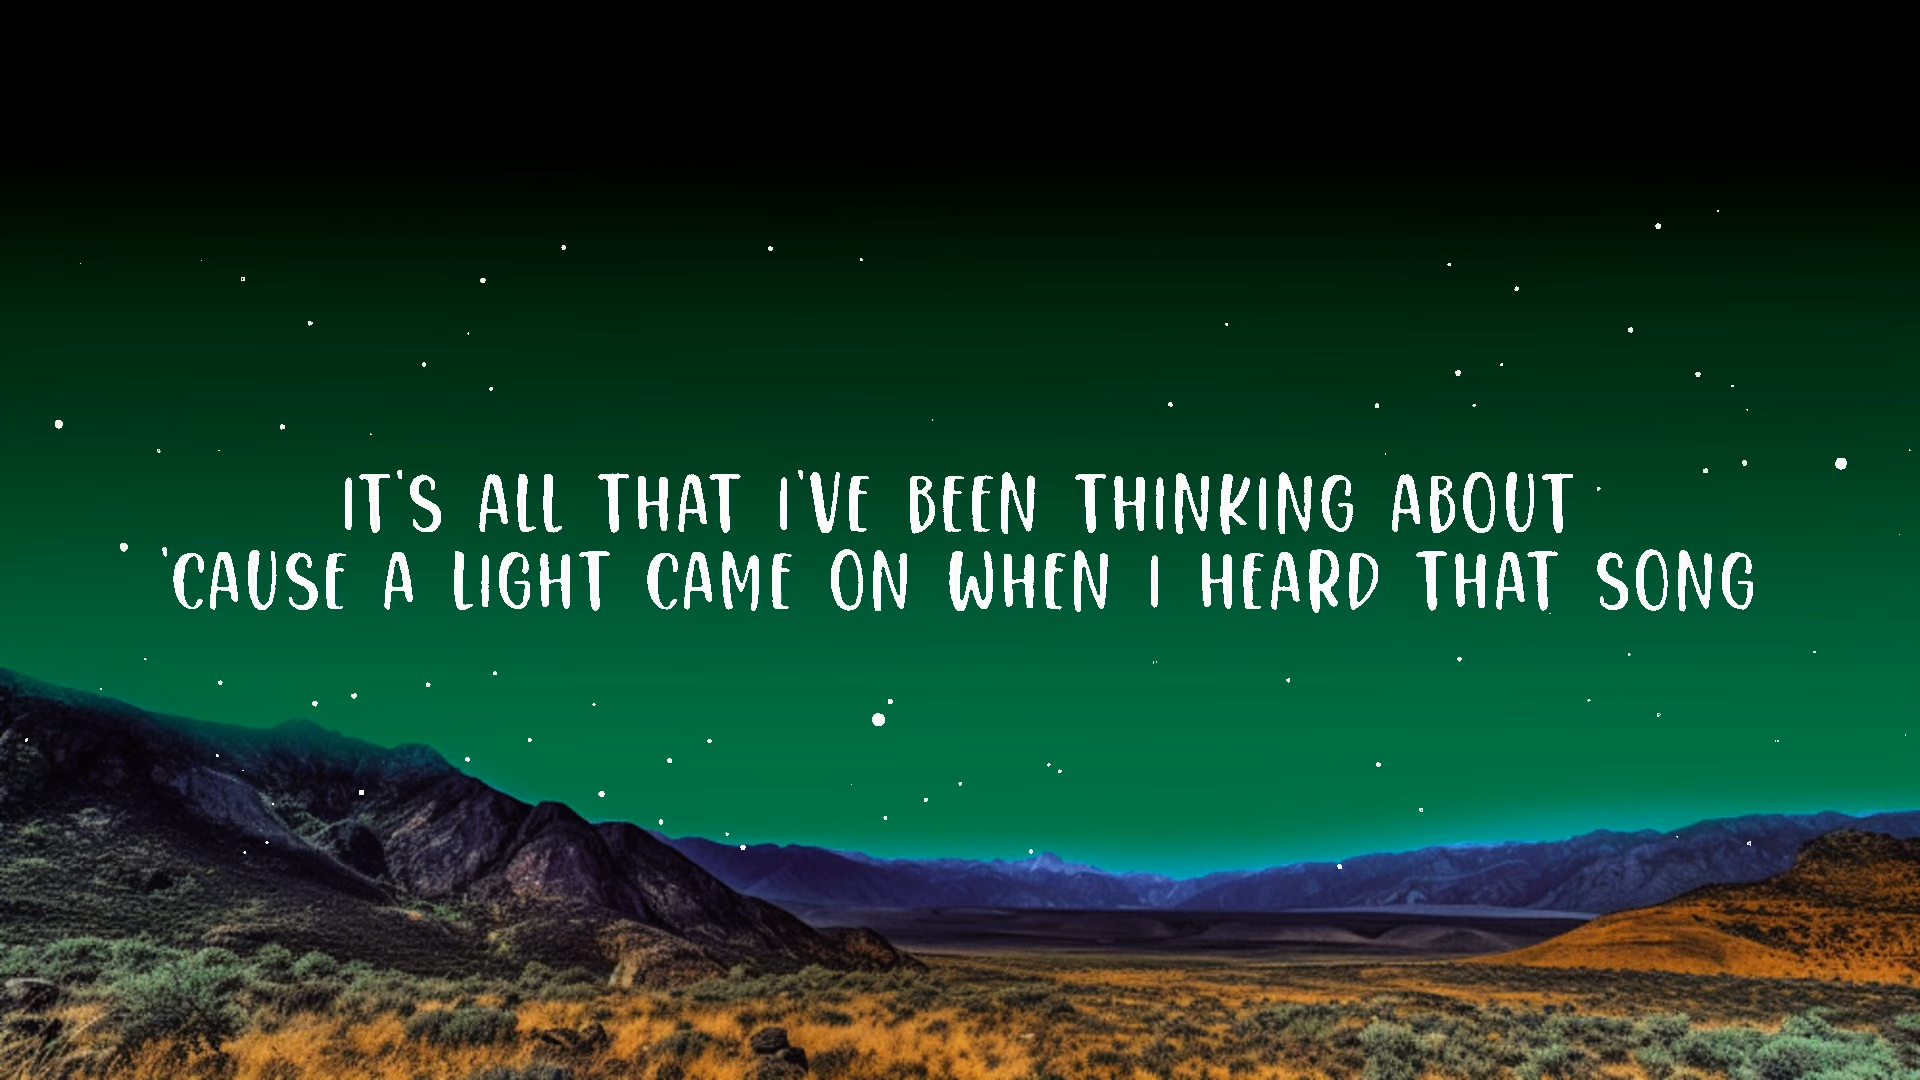 IT'S ALL THAT I'VE BEEN THINKING ABOUT
'CAUSE A LIGHT CAME ON WHEN I HEARD THAT SONG